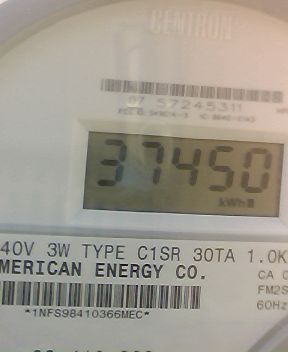 CENTRON
07 57245311
37450
kWh
40V 3W TYPE C1SR 30TA 1.0K
MERICAN ENERGY CO.
CA 0
FM2S
60Hz
*1NFS98410366MEC*